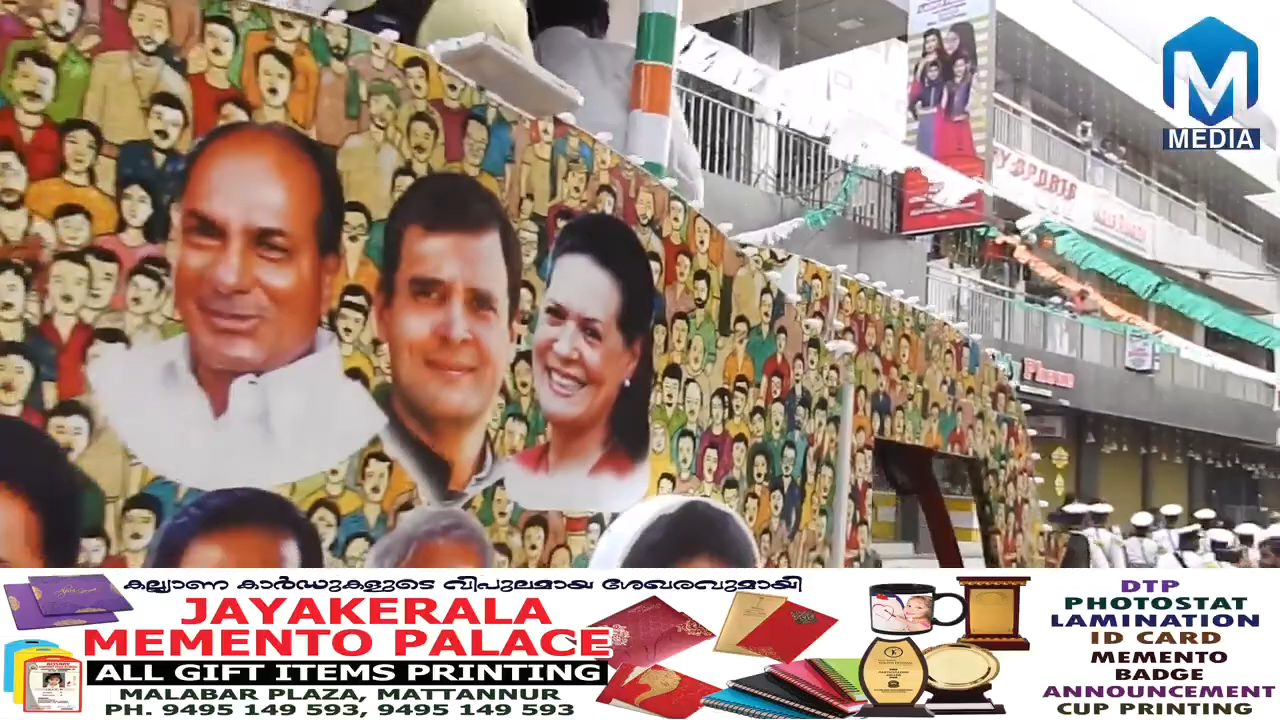 M
MEDIA
Y SPORTS
കല്യാണ കാർഡുകളുടെ വിപുലമായ ശേഖരവുമായി
JAYAKERALA
MEMENTO PALACE
ALL GIFT ITEMS PRINTING
MALABAR PLAZA, MATTANNUR
PH. 9495 149 593, 9495 149 593
DTP
PHOTOSTAT
LAMINATION
ID CARD
MEMENTO
BADGE
ANNOUNCEMENT
CUP PRINTING